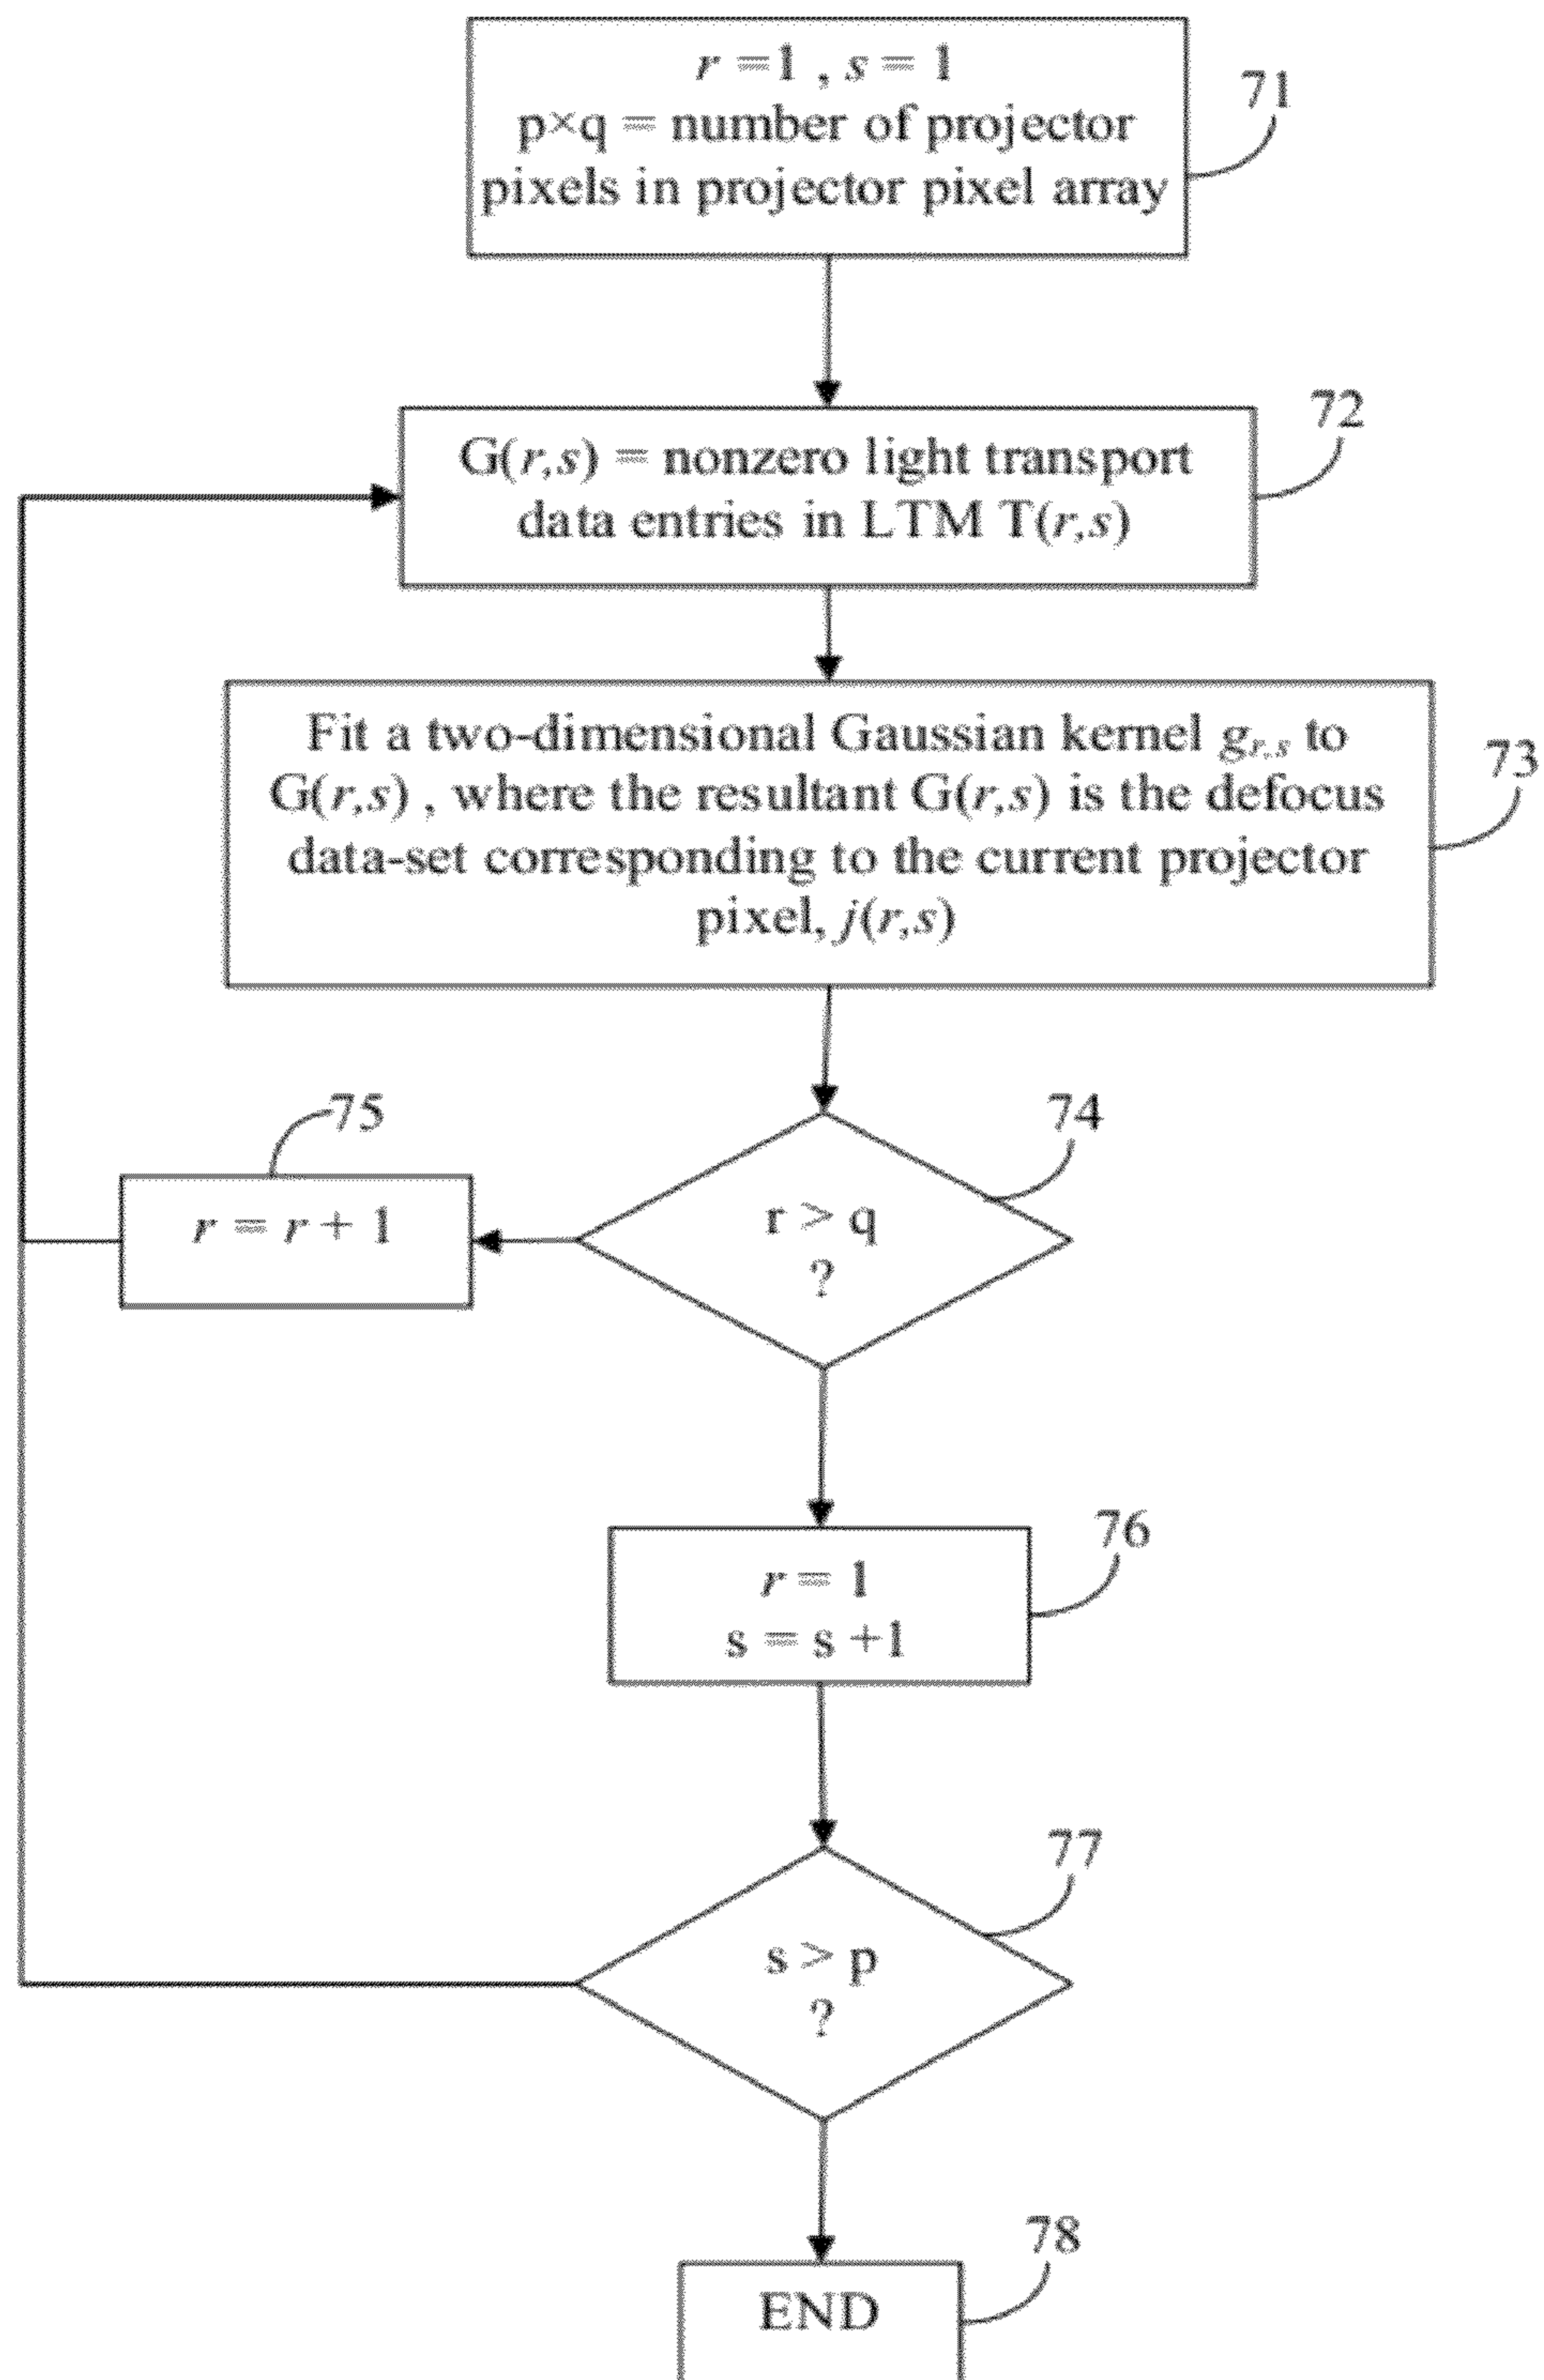 r =1 , s = 1
p×q = number of projector
pixels in projector pixel array
71
G(r,s) = nonzero light transport
data entries in LTM T(r,s)
72
Fit a two-dimensional Gaussian kernel gr,s to
G(r,s) , where the resultant G(r,s) is the defocus
data-set corresponding to the current projector
pixel, j(r,s)
73
r > q
?
74
r = r + 1
75
r = 1
s = s +1
76
s > p
?
77
END
78